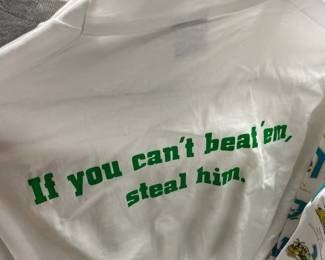 If you can't beat 'em,
steal him.